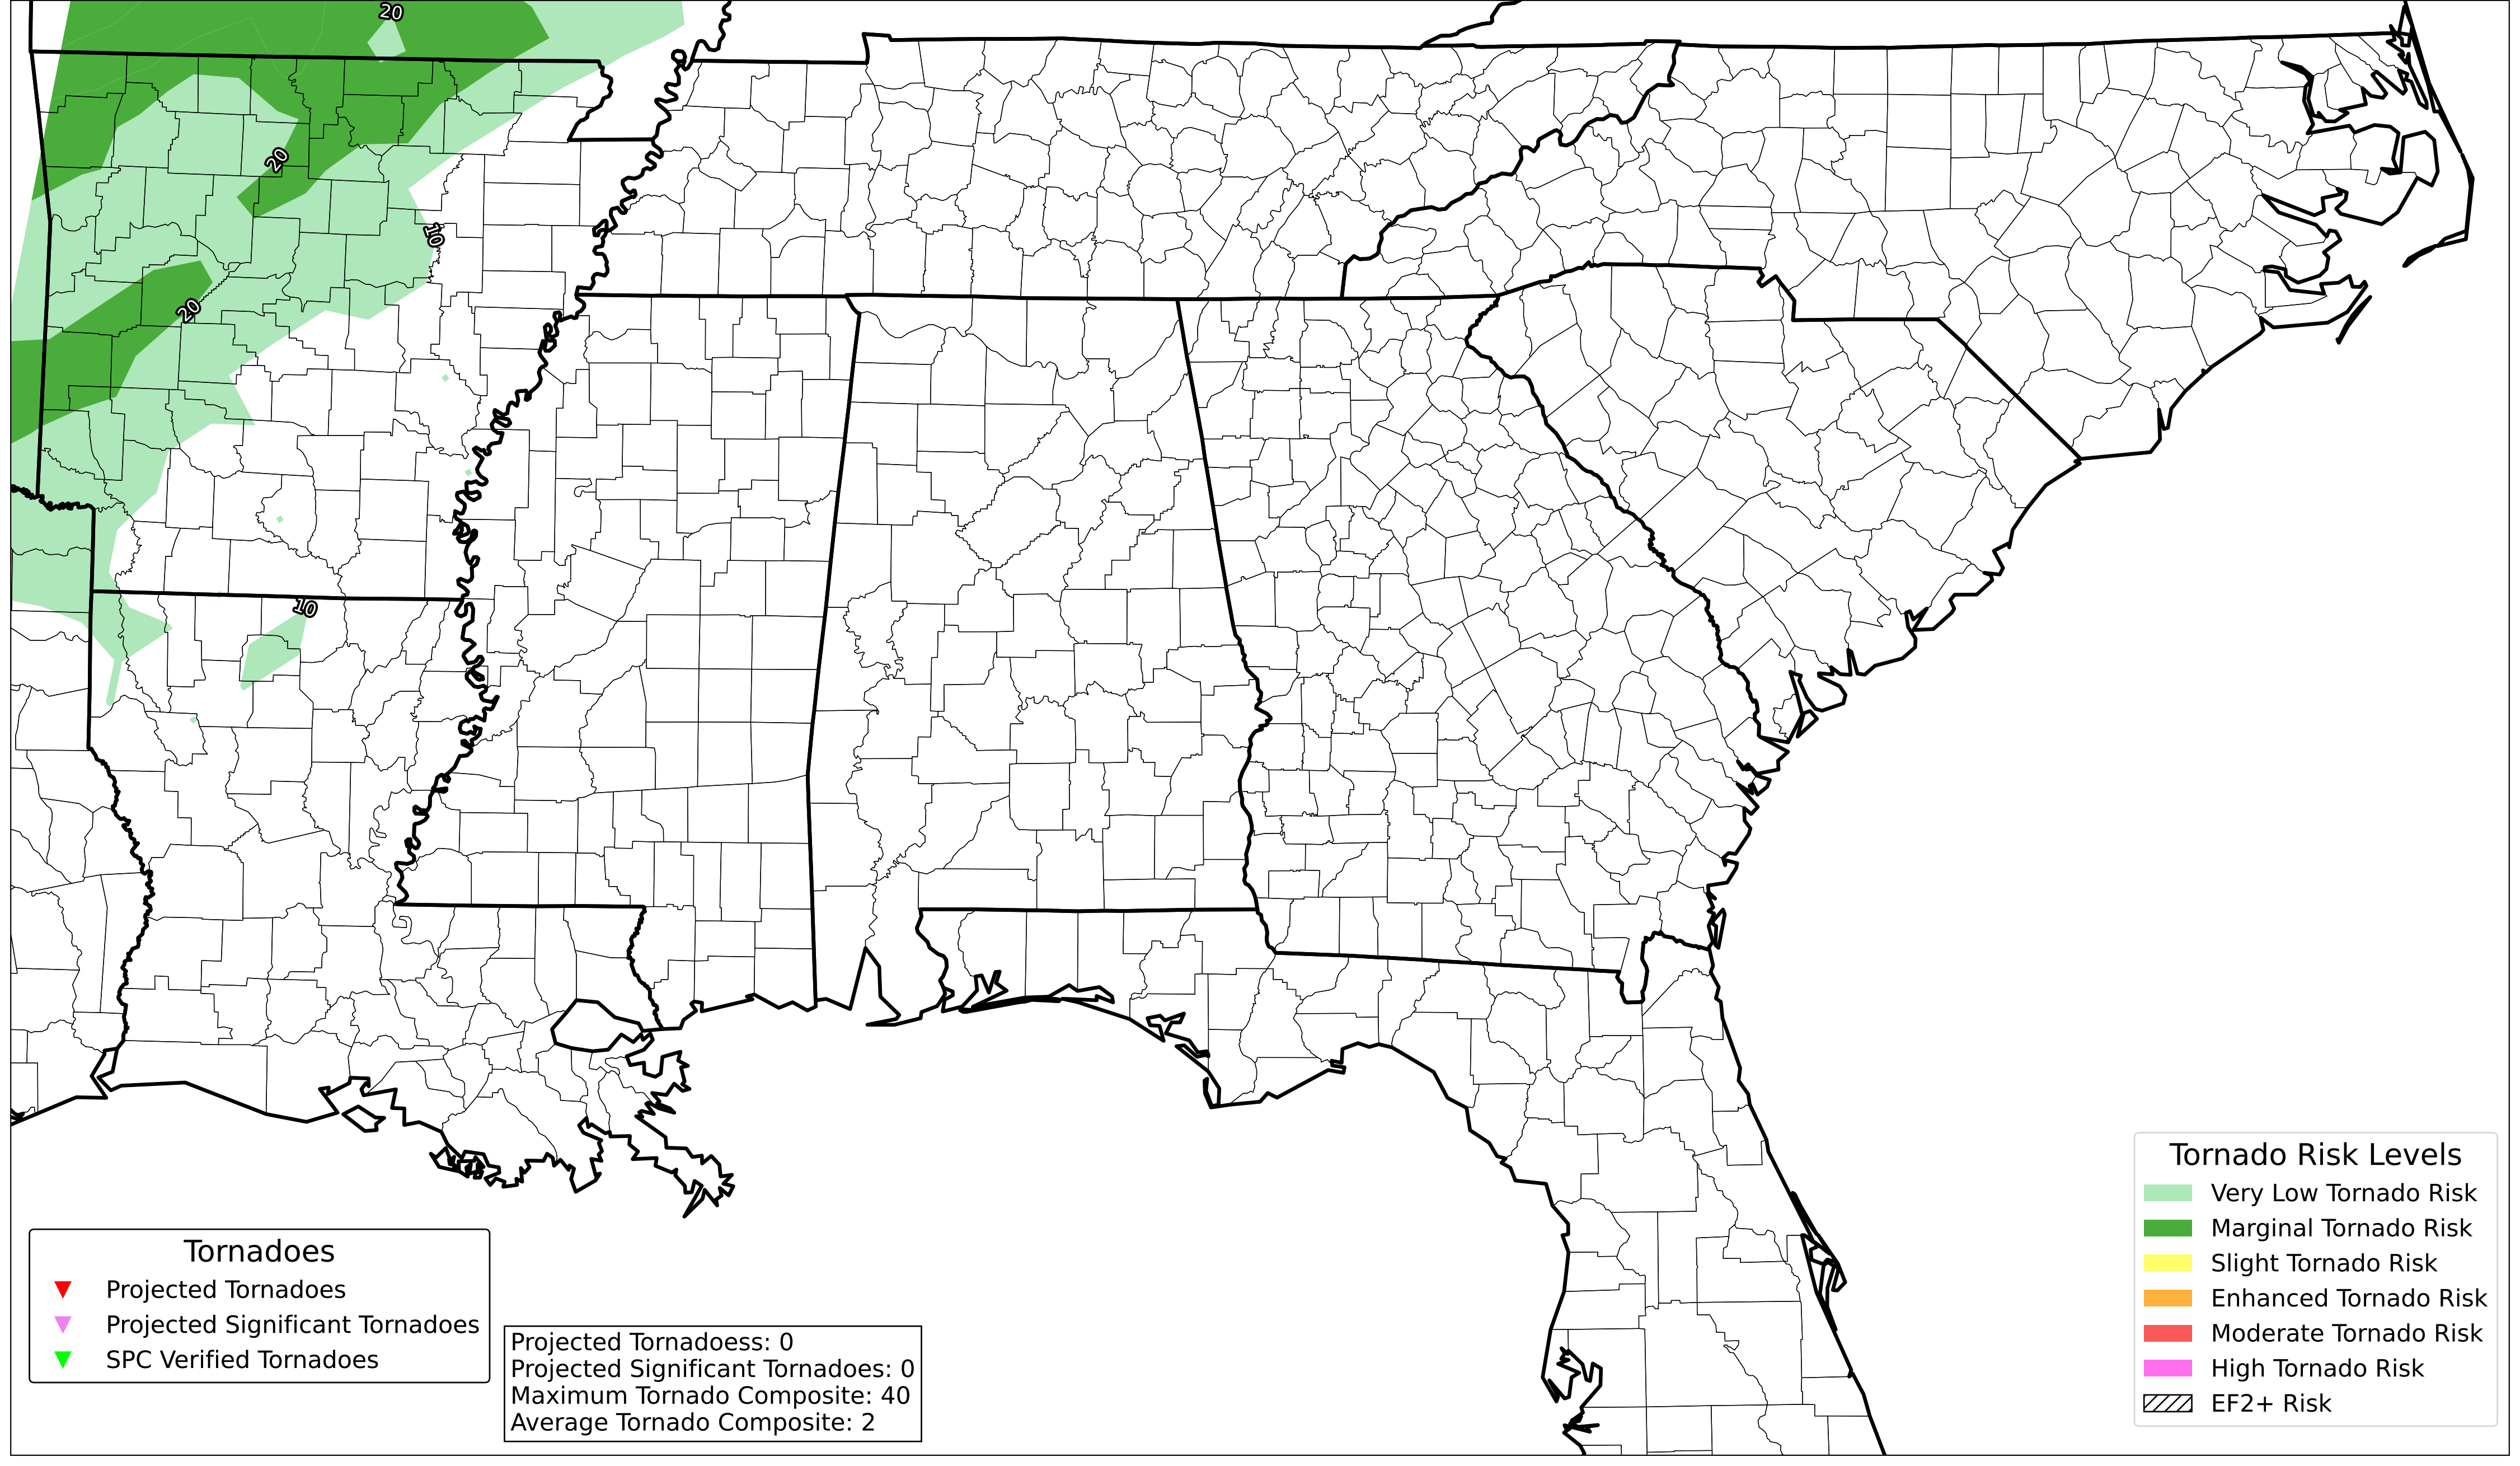 20
20
10
20
10
Tornado Risk Levels
Very Low Tornado Risk
Marginal Tornado Risk
Slight Tornado Risk
Enhanced Tornado Risk
Moderate Tornado Risk
High Tornado Risk
EF2+ Risk
Tornadoes
Projected Tornadoes
Projected Significant Tornadoes
SPC Verified Tornadoes
Projected Tornadoess: 0
Projected Significant Tornadoes: 0
Maximum Tornado Composite: 40
Average Tornado Composite: 2